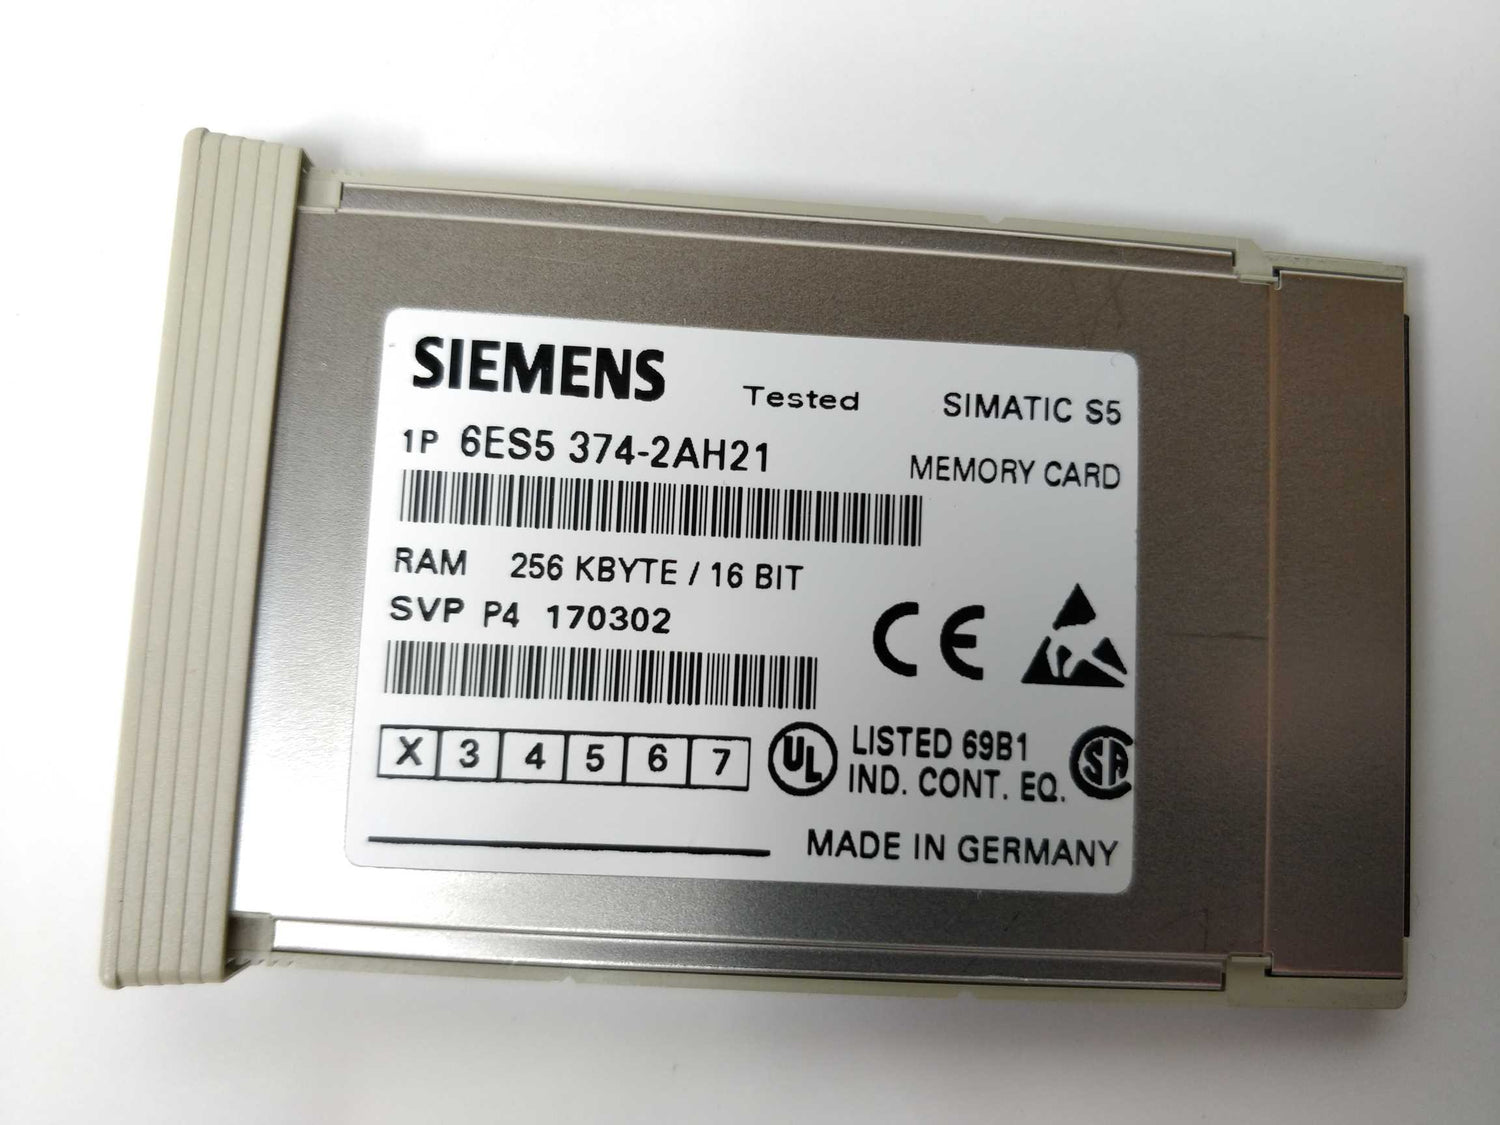 SIEMENS Tested SIMATIC S5
1P 6ES5 374-2AH21
MEMORY CARD
RAM 256 KBYTE / 16 BIT
SVP P4 170302
CE
X 3 4 5 6 7
UL LISTED 69B1 SA
IND. CONT. EQ.
MADE IN GERMANY